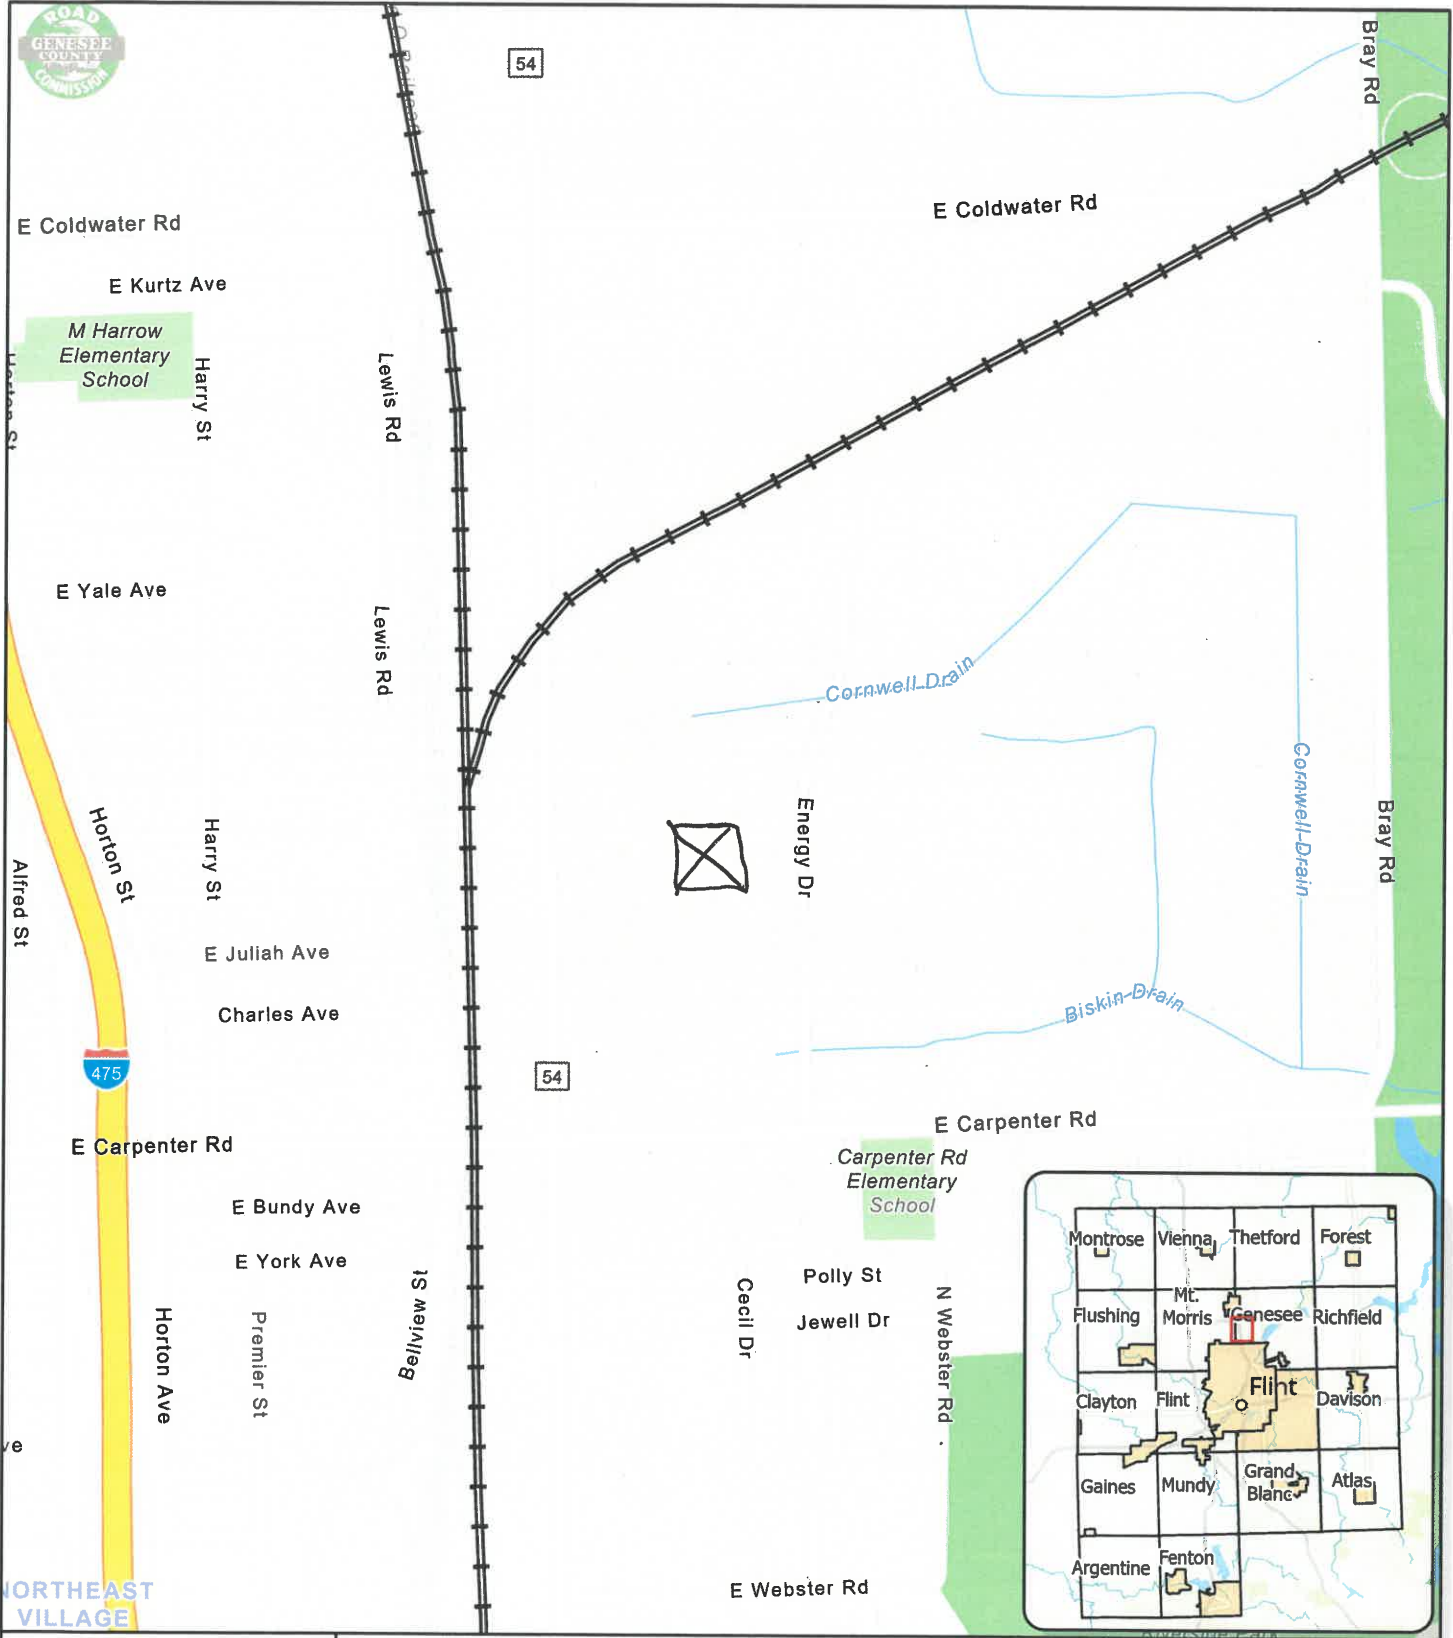 ROAD
GENESEE
COUNTY
COMMISSION
54
Bray Rd
E Coldwater Rd
E Coldwater Rd
E Kurtz Ave
M Harrow
Elementary
School
Horton St
Harry St
Lewis Rd
E Yale Ave
Lewis Rd
Cornwell Drain
Cornwell Drain
Energy Dr
Bray Rd
Horton St
Harry St
Alfred St
E Juliah Ave
Charles Ave
Biskin Drain
475
54
E Carpenter Rd
E Carpenter Rd
Carpenter Rd
Elementary
School
E Bundy Ave
E York Ave
Polly St
Jewell Dr
Cecil Dr
N Webster Rd
Bellview St
Horton Ave
Premier St
ve
E Webster Rd
NORTHEAST
VILLAGE
Montrose
Vienna
Thetford
Forest
Flushing
Mt.
Morris
Genesee
Richfield
Clayton
Flint
Flint
Davison
Gaines
Mundy
Grand
Blanc
Atlas
Argentine
Fenton